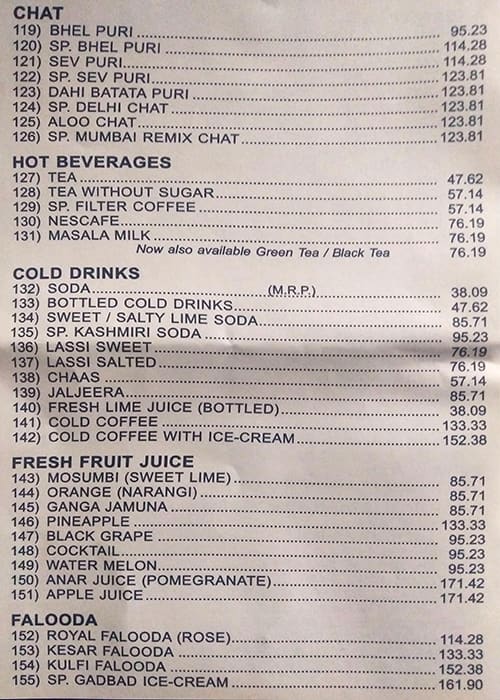 CHAT
119) BHEL PURI ........ 95.23
120) SP. BHEL PURI ........ 114.28
121) SEV PURI ........ 114.28
122) SP. SEV PURI ........ 123.81
123) DAHI BATATA PURI ........ 123.81
124) SP. DELHI CHAT ........ 123.81
125) ALOO CHAT ........ 123.81
126) SP. MUMBAI REMIX CHAT ........ 123.81
HOT BEVERAGES
127) TEA ........ 47.62
128) TEA WITHOUT SUGAR ........ 57.14
129) SP. FILTER COFFEE ........ 57.14
130) NESCAFE ........ 76.19
131) MASALA MILK ........ 76.19
Now also available Green Tea / Black Tea 76.19
COLD DRINKS
132) SODA ........ (M.R.P.) ........ 38.09
133) BOTTLED COLD DRINKS ........ 47.62
134) SWEET / SALTY LIME SODA ........ 85.71
135) SP. KASHMIRI SODA ........ 95.23
136) LASSI SWEET ........ 76.19
137) LASSI SALTED ........ 76.19
138) CHAAS ........ 57.14
139) JALJEERA ........ 85.71
140) FRESH LIME JUICE (BOTTLED) ........ 38.09
141) COLD COFFEE ........ 133.33
142) COLD COFFEE WITH ICE-CREAM ........ 152.38
FRESH FRUIT JUICE
143) MOSUMBI (SWEET LIME) ........ 85.71
144) ORANGE (NARANGI) ........ 85.71
145) GANGA JAMUNA ........ 85.71
146) PINEAPPLE ........ 133.33
147) BLACK GRAPE ........ 95.23
148) COCKTAIL ........ 95.23
149) WATER MELON ........ 95.23
150) ANAR JUICE (POMEGRANATE) ........ 171.42
151) APPLE JUICE ........ 171.42
FALOODA
152) ROYAL FALOODA (ROSE) ........ 114.28
153) KESAR FALOODA ........ 133.33
154) KULFI FALOODA ........ 152.38
155) SP. GADBAD ICE-CREAM ........ 161.90